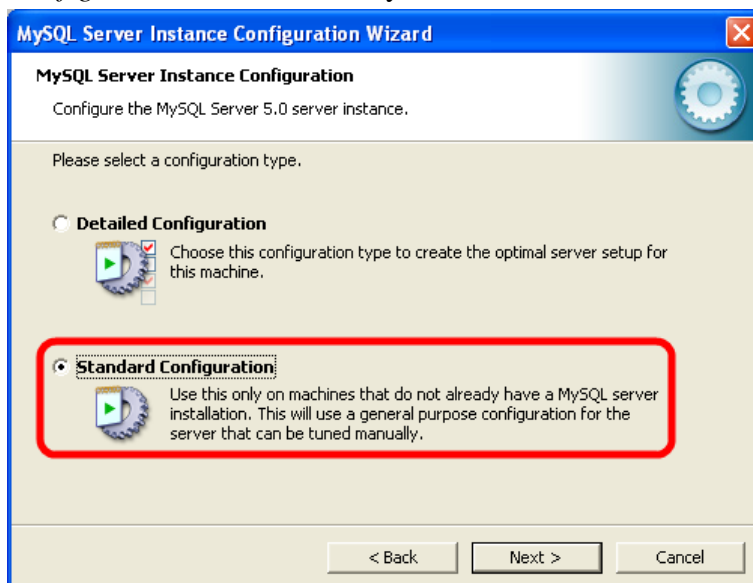 MySQL Server Instance Configuration Wizard
MySQL Server Instance Configuration
Configure the MySQL Server 5.0 server instance.
Please select a configuration type.
Detailed Configuration
Choose this configuration type to create the optimal server setup for
this machine.
Standard Configuration
Use this only on machines that do not already have a MySQL server
installation. This will use a general purpose configuration for the
server that can be tuned manually.
< Back
Next >
Cancel